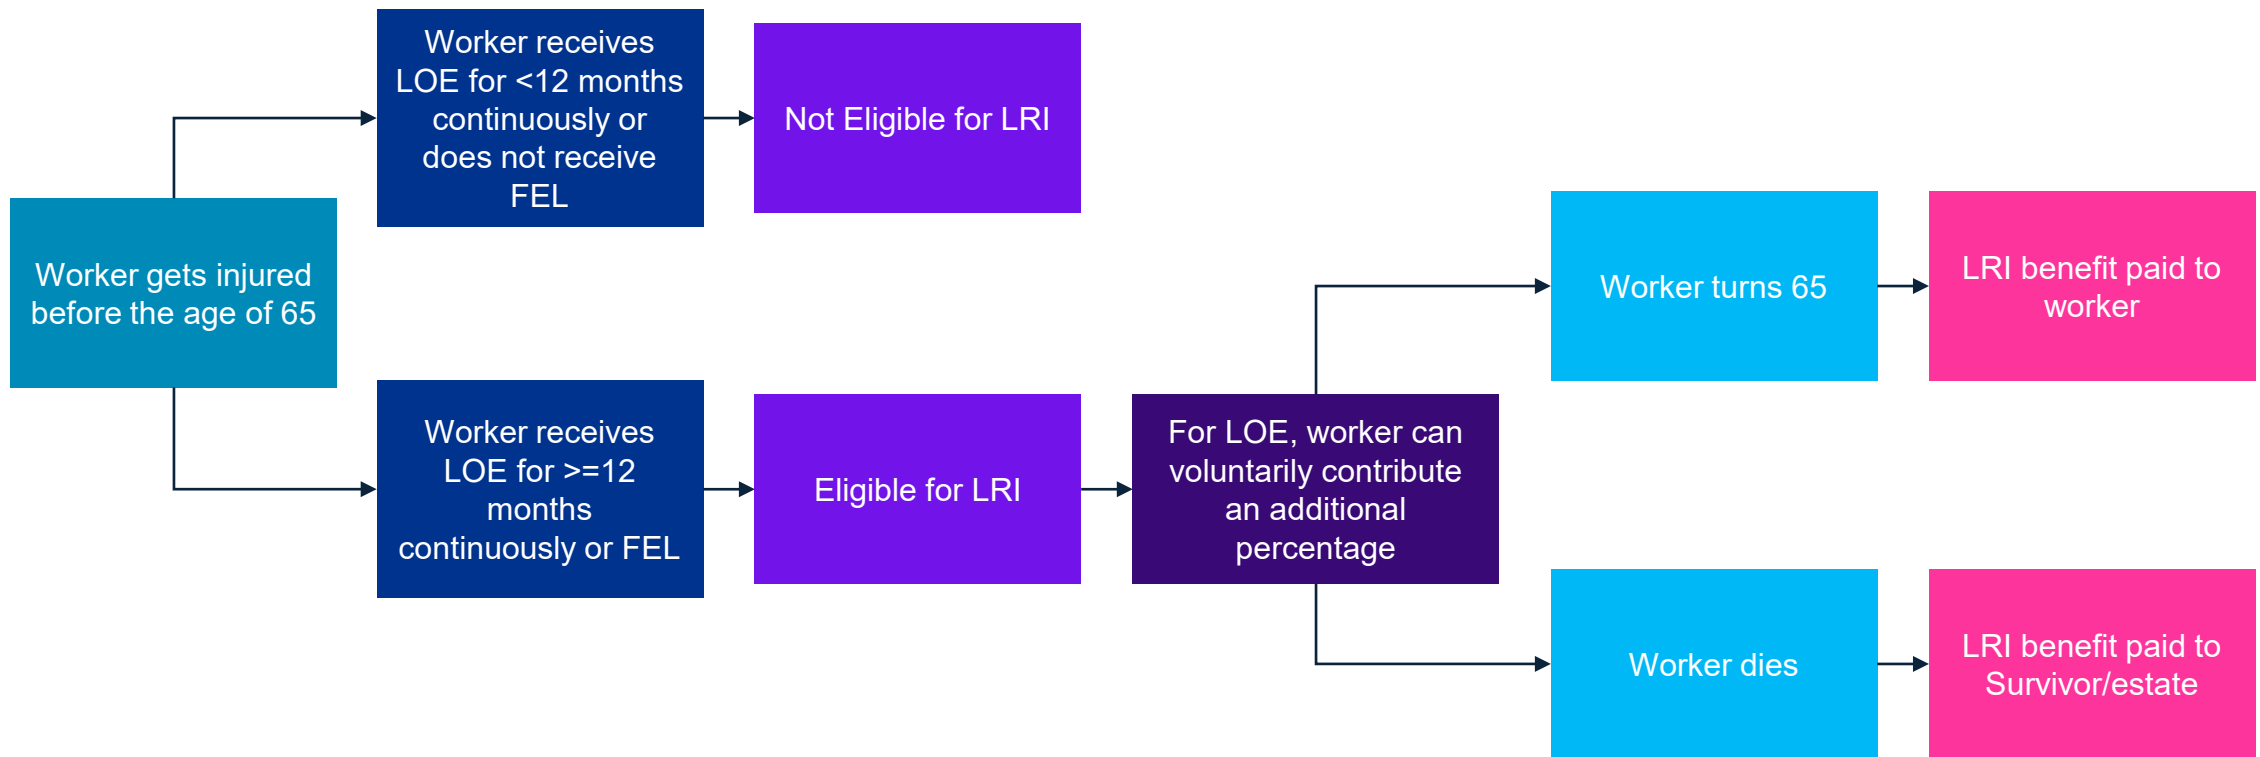 Worker gets injured
before the age of 65
Worker receives
LOE for <12 months
continuously or
does not receive
FEL
Not Eligible for LRI
Worker receives
LOE for >=12
months
continuously or FEL
Eligible for LRI
For LOE, worker can
voluntarily contribute
an additional
percentage
Worker turns 65
LRI benefit paid to
worker
Worker dies
LRI benefit paid to
Survivor/estate